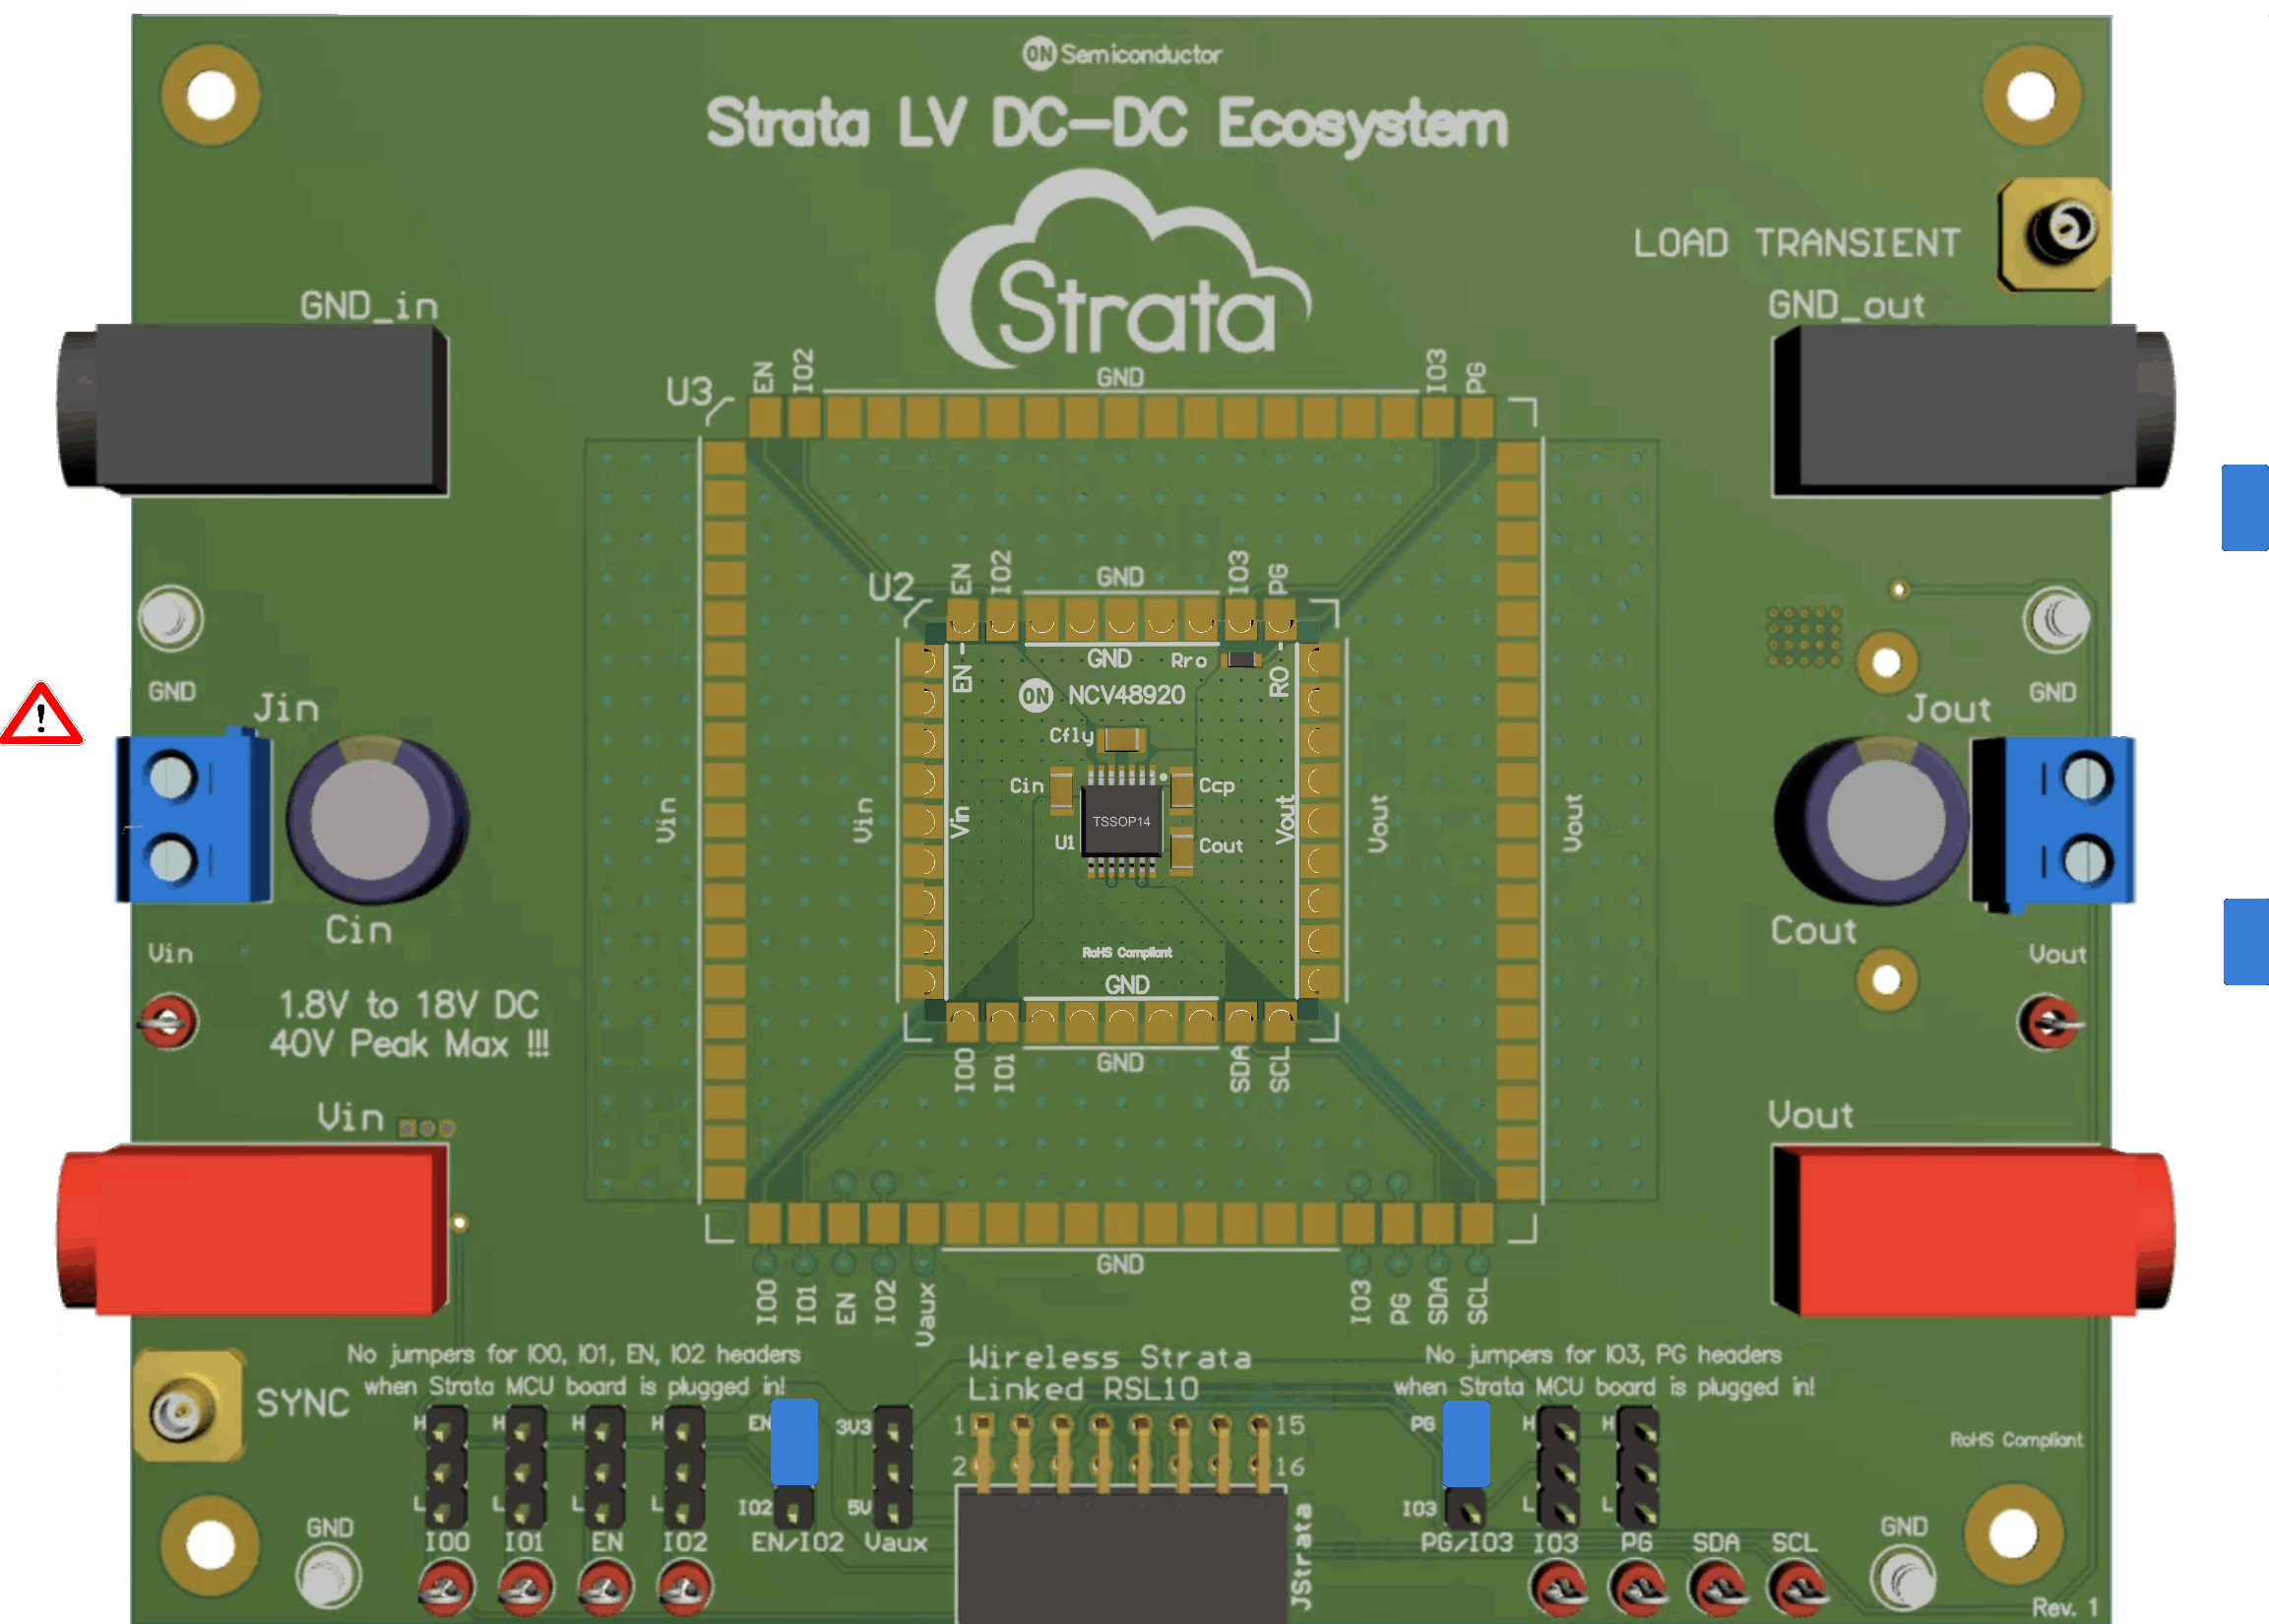 ON Semiconductor
Strata LV DC-DC Ecosystem
Strata
LOAD TRANSIENT
GND_in
GND_out
U3
EN
IO2
GND
IO3
PG
U2
EN
IO2
GND
IO3
PG
EN
GND
Rro
RO
ON NCV48920
Cfly
Cin
Ccp
TSSOP14
U1
Cout
Vin
Vin
Vin
Vout
Vout
Vout
RoHS Compliant
GND
IO0
IO1
GND
SDA
SCL
GND
Jin
!
Cin
Vin
1.8V to 18V DC
40V Peak Max !!!
Vin
GND
Jout
Cout
Vout
Vout
GND
IO0
IO1
EN
IO2
Vaux
IO3
PG
SDA
SCL
No jumpers for IO0, IO1, EN, IO2 headers
when Strata MCU board is plugged in!
Wireless Strata
Linked RSL10
No jumpers for IO3, PG headers
when Strata MCU board is plugged in!
SYNC
H
H
H
H
EN
3V3
1
15
PG
H
H
2
16
RoHS Compliant
L
L
L
L
IO2
5V
IO3
L
L
GND
IO0
IO1
EN
IO2
EN/IO2
Vaux
JStrata
PG/IO3
IO3
PG
SDA
SCL
GND
Rev. 1